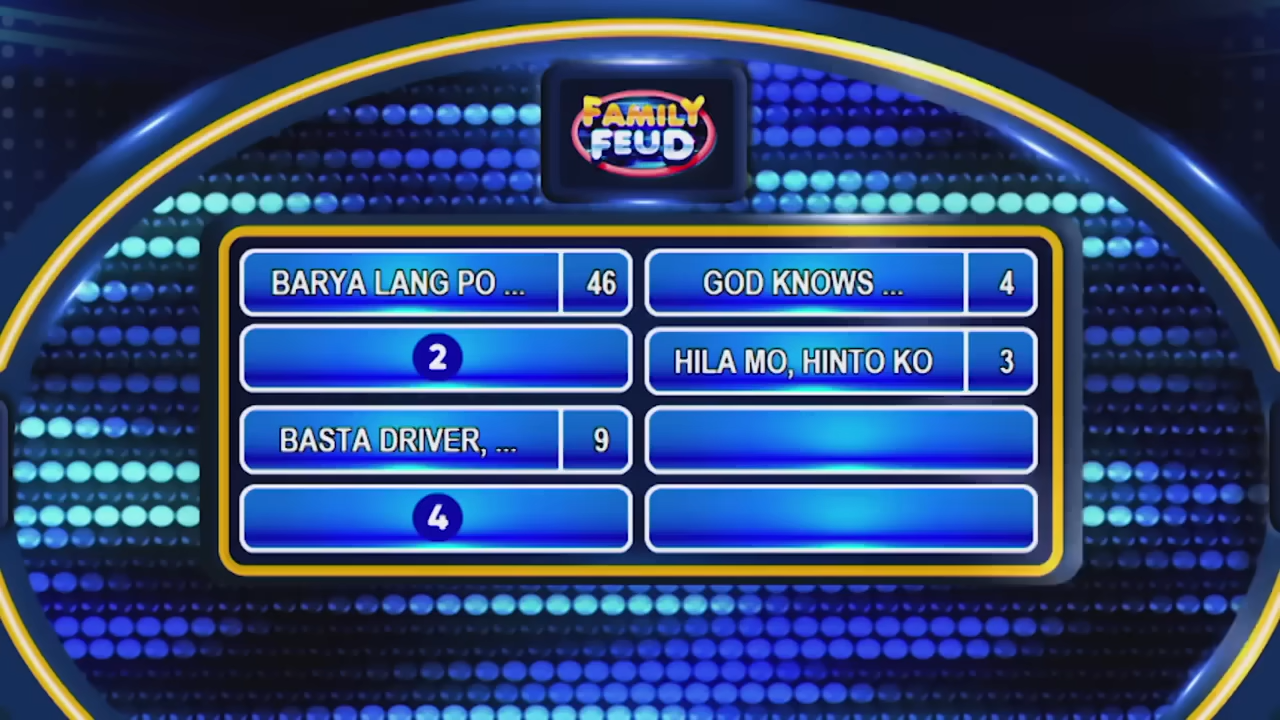 FAMILY
FEUD
BARYA LANG PO ... 46
2
BASTA DRIVER, ... 9
4
GOD KNOWS ... 4
HILA MO, HINTO KO 3